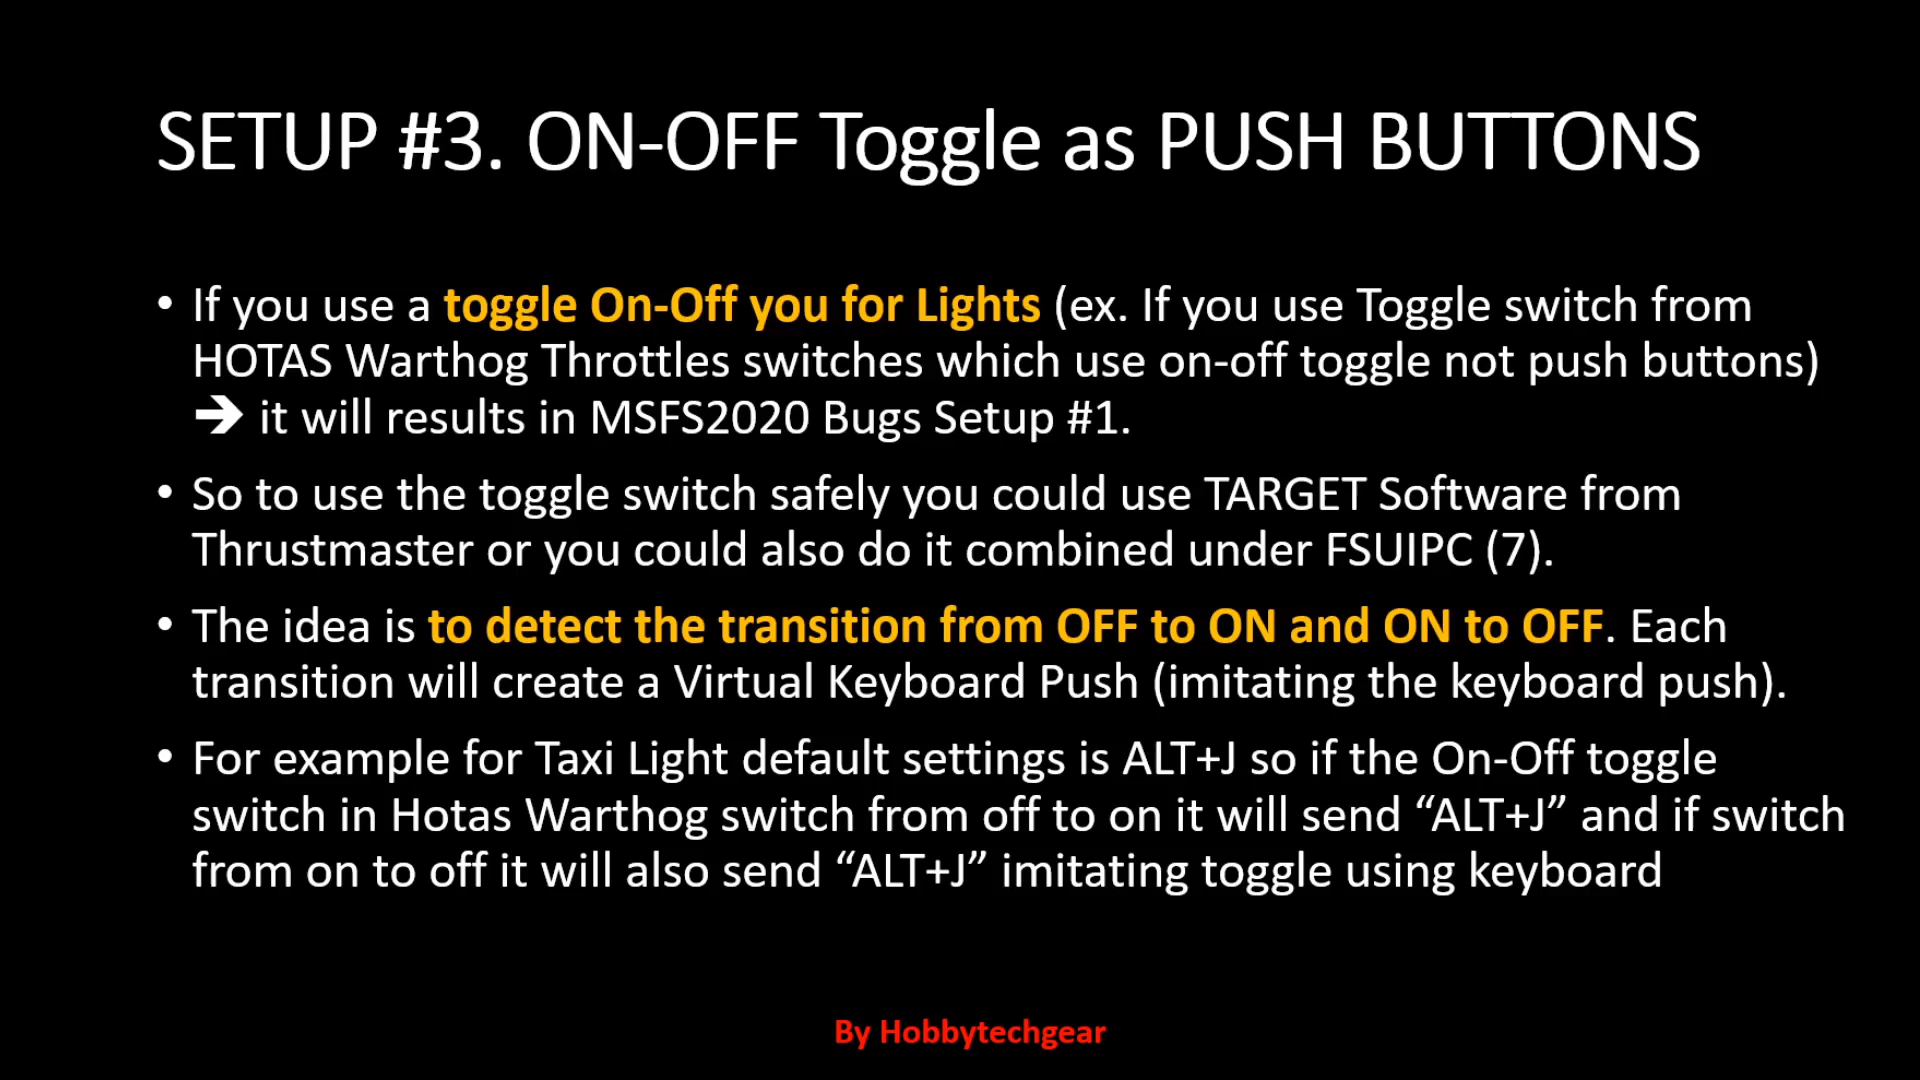 SETUP #3. ON-OFF Toggle as PUSH BUTTONS
• If you use a toggle On-Off you for Lights (ex. If you use Toggle switch from
HOTAS Warthog Throttles switches which use on-off toggle not push buttons)
➔ it will results in MSFS2020 Bugs Setup #1.
• So to use the toggle switch safely you could use TARGET Software from
Thrustmaster or you could also do it combined under FSUIPC (7).
• The idea is to detect the transition from OFF to ON and ON to OFF. Each
transition will create a Virtual Keyboard Push (imitating the keyboard push).
• For example for Taxi Light default settings is ALT+J so if the On-Off toggle
switch in Hotas Warthog switch from off to on it will send “ALT+J” and if switch
from on to off it will also send “ALT+J” imitating toggle using keyboard
By Hobbytechgear